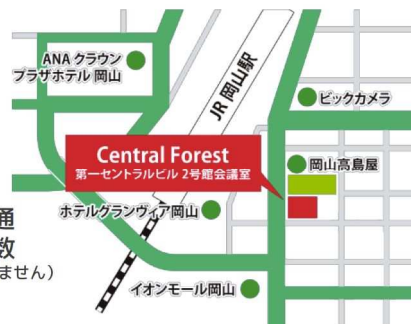 ANA クラウン
プラザホテル 岡山
JR 岡山駅
ビックカメラ
Central Forest
第一セントラルビル 2号館会議室
岡山高島屋
ホテルグランヴィア岡山
通
数
ません）
イオンモール岡山